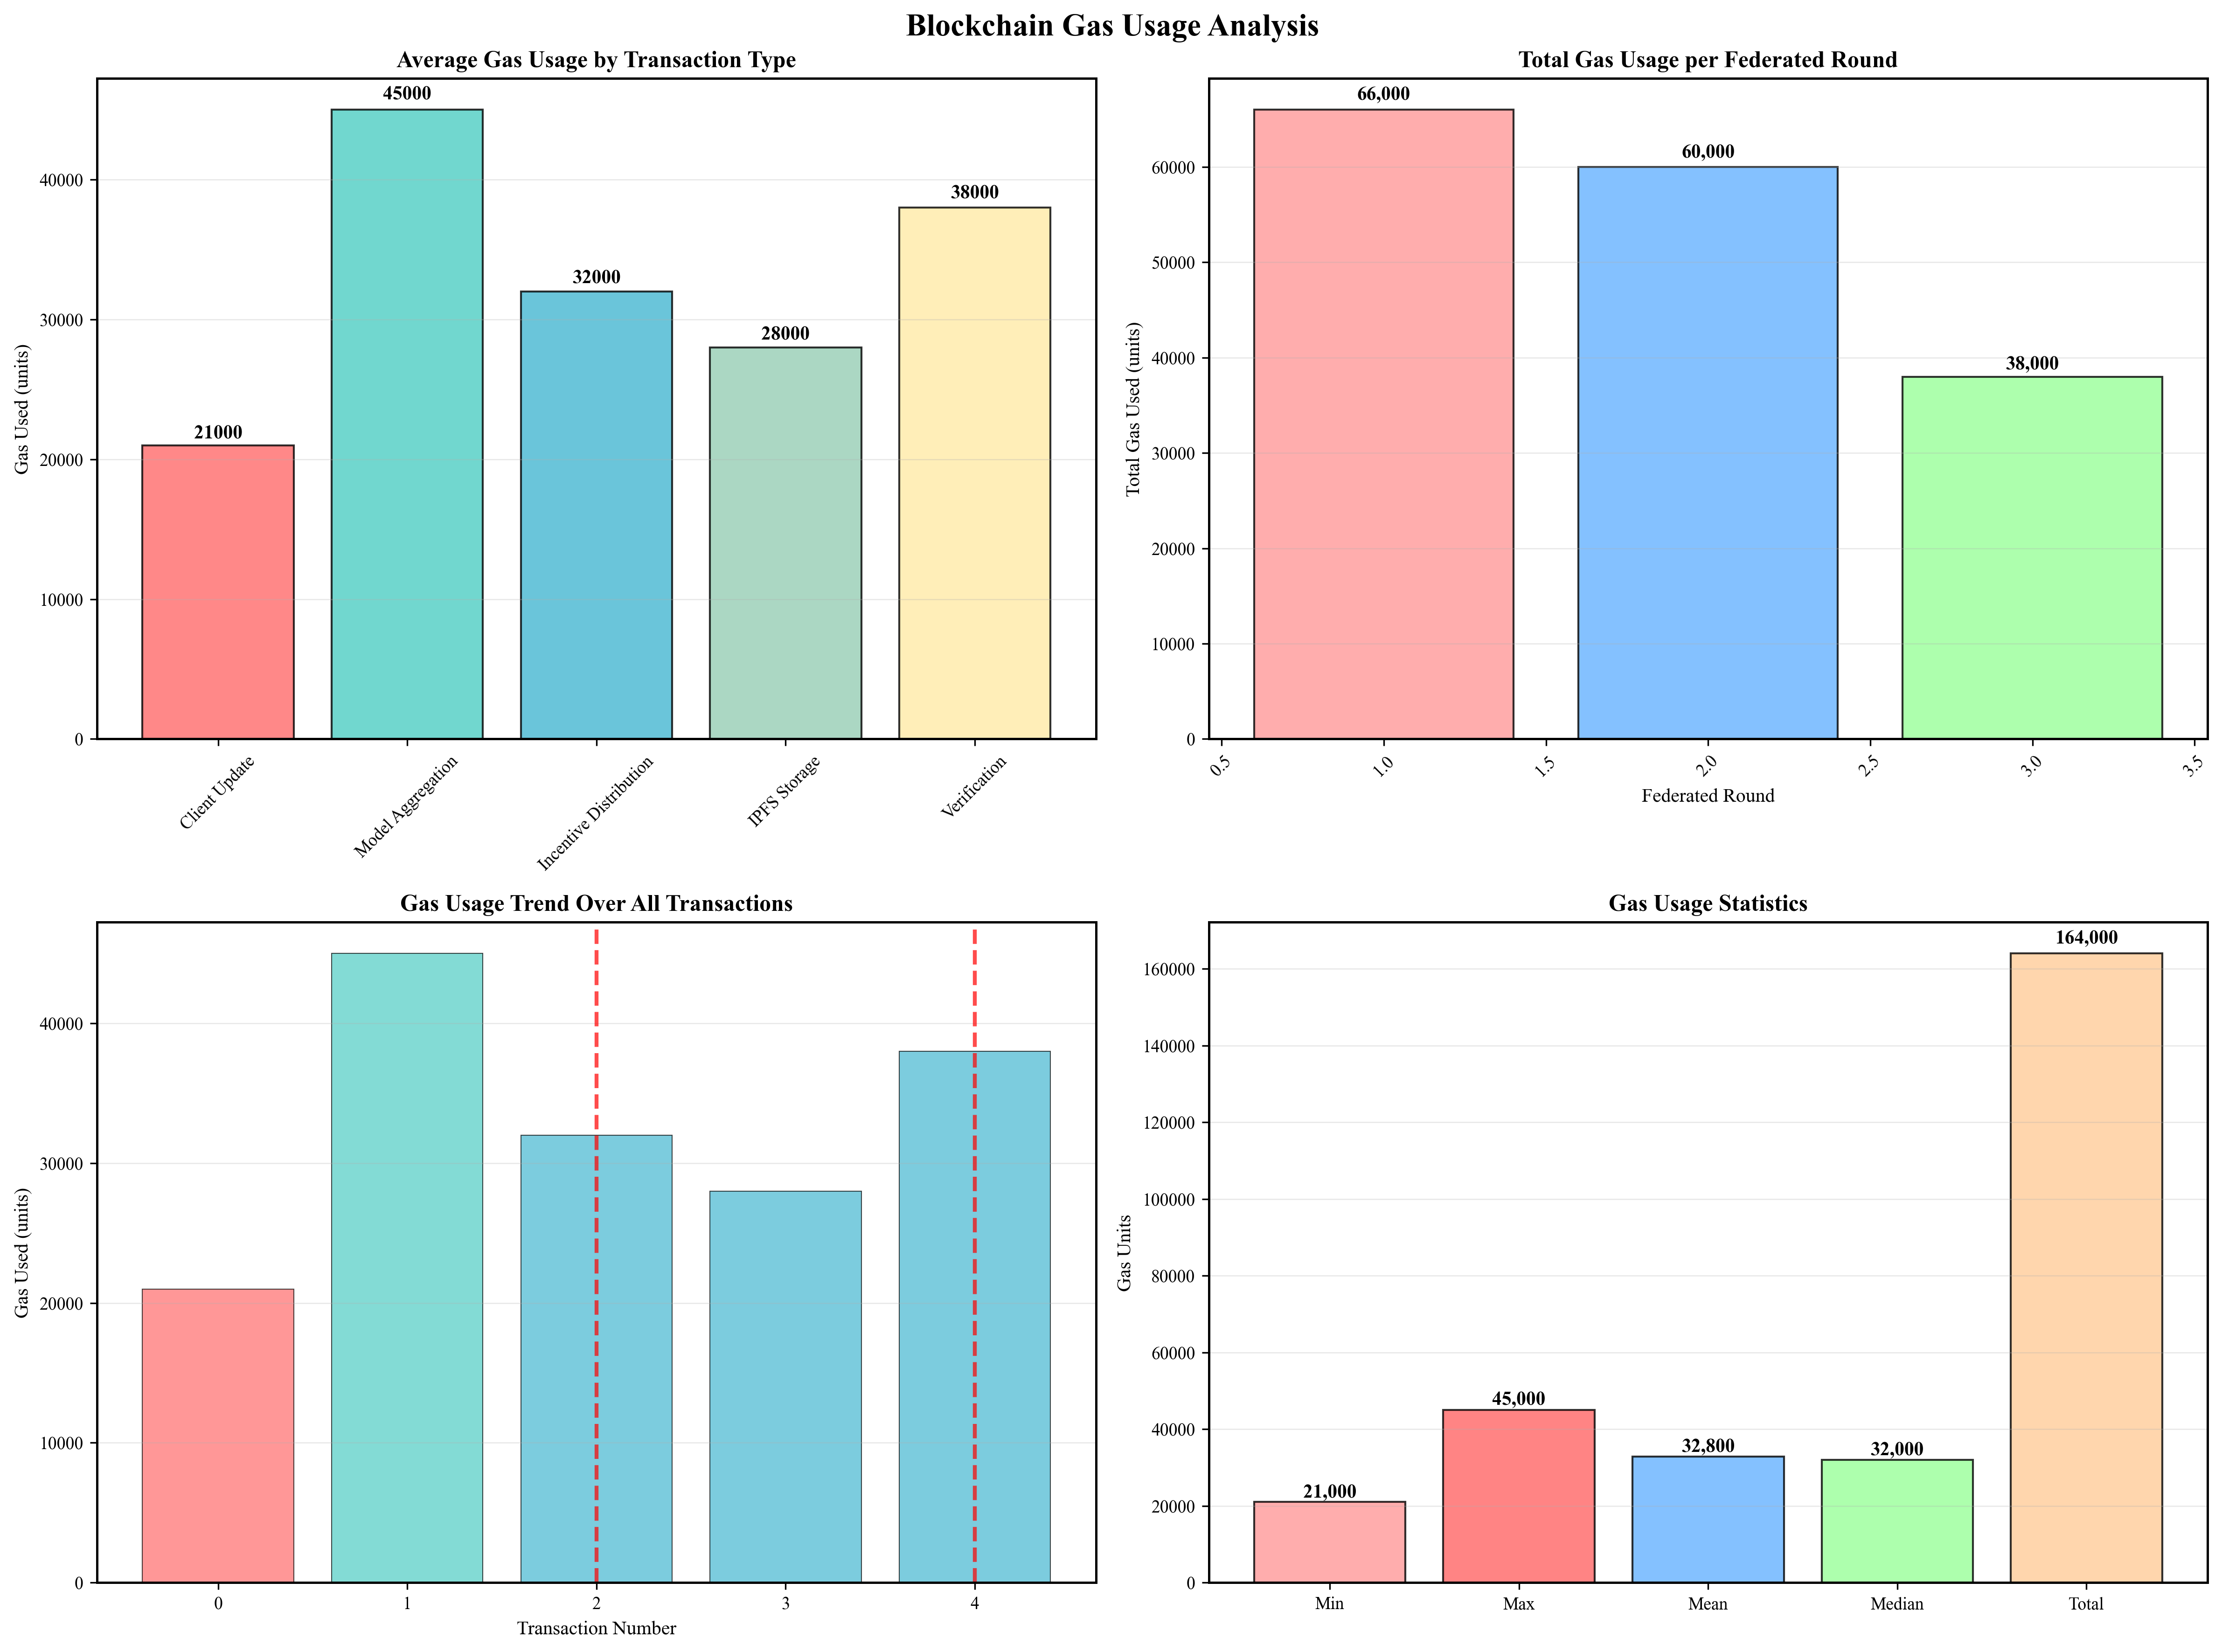 Blockchain Gas Usage Analysis
Average Gas Usage by Transaction Type
Gas Used (units)
40000
30000
20000
10000
0
21000
45000
32000
28000
38000
Client Update
Model Aggregation
Incentive Distribution
IPFS Storage
Verification
Total Gas Usage per Federated Round
Total Gas Used (units)
60000
50000
40000
30000
20000
10000
0
66,000
60,000
38,000
0.5
1.0
1.5
2.0
2.5
3.0
3.5
Federated Round
Gas Usage Trend Over All Transactions
Gas Used (units)
40000
30000
20000
10000
0
0
1
2
3
4
Transaction Number
Gas Usage Statistics
Gas Units
160000
140000
120000
100000
80000
60000
40000
20000
0
21,000
45,000
32,800
32,000
164,000
Min
Max
Mean
Median
Total